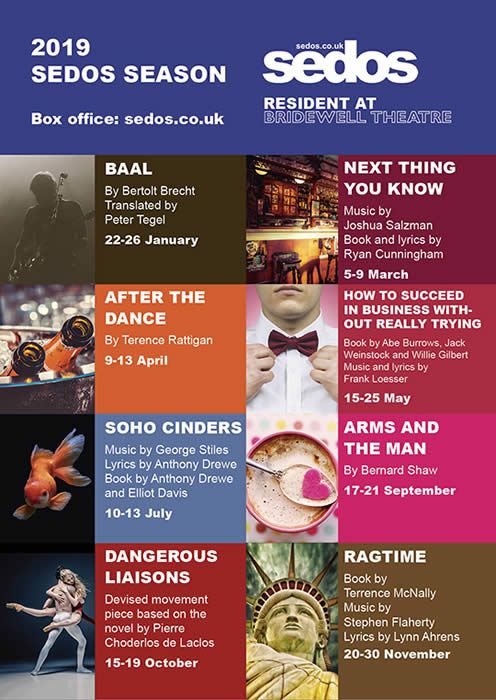 2019
SEDOS SEASON
Box office: sedos.co.uk
sedos.co.uk
sedos
RESIDENT AT
BRIDEWELL THEATRE
BAAL
By Bertolt Brecht
Translated by
Peter Tegel
22-26 January
NEXT THING
YOU KNOW
Music by
Joshua Salzman
Book and lyrics by
Ryan Cunningham
5-9 March
AFTER THE
DANCE
By Terence Rattigan
9-13 April
HOW TO SUCCEED
IN BUSINESS WITH-
OUT REALLY TRYING
Book by Abe Burrows, Jack
Weinstock and Willie Gilbert
Music and lyrics by
Frank Loesser
15-25 May
SOHO CINDERS
Music by George Stiles
Lyrics by Anthony Drewe
Book by Anthony Drewe
and Elliot Davis
10-13 July
ARMS AND
THE MAN
By Bernard Shaw
17-21 September
DANGEROUS
LIAISONS
Devised movement
piece based on the
novel by Pierre
Choderlos de Laclos
15-19 October
RAGTIME
Book by
Terrence McNally
Music by
Stephen Flaherty
Lyrics by Lynn Ahrens
20-30 November